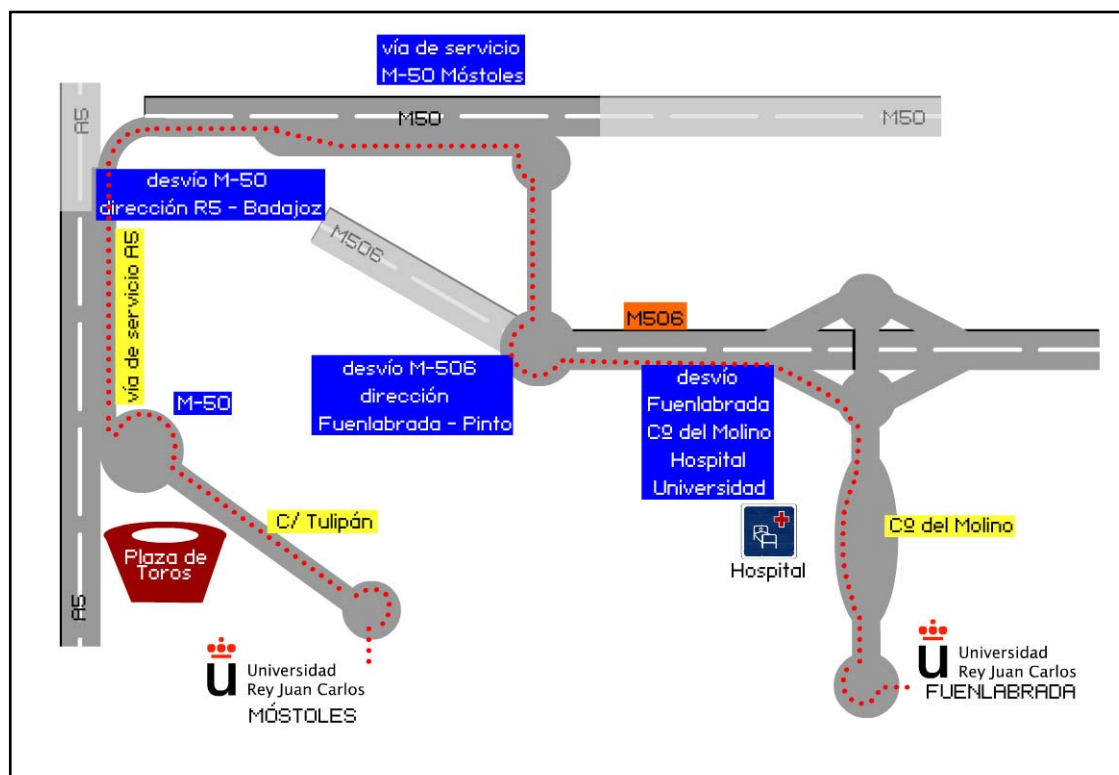 vía de servicio
M-50 Móstoles
A5
M50
M50
desvío M-50
dirección R5 - Badajoz
M506
vía de servicio A5
M506
desvío M-506
dirección
Fuenlabrada - Pinto
desvío
Fuenlabrada
Cº del Molino
Hospital
Universidad
M-50
C/ Tulipán
Cº del Molino
Plaza de
Toros
Hospital
A5
u Universidad
Rey Juan Carlos
MÓSTOLES
u Universidad
Rey Juan Carlos
FUENLABRADA